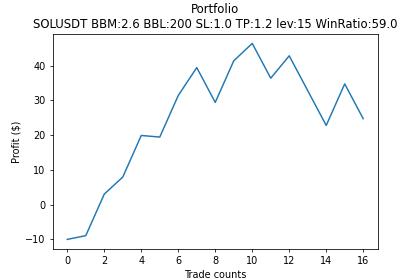 Portfolio
SOLUSDT BBM:2.6 BBL:200 SL:1.0 TP:1.2 lev:15 WinRatio:59.0
Profit ($)
40
30
20
10
0
−10
0 2 4 6 8 10 12 14 16
Trade counts